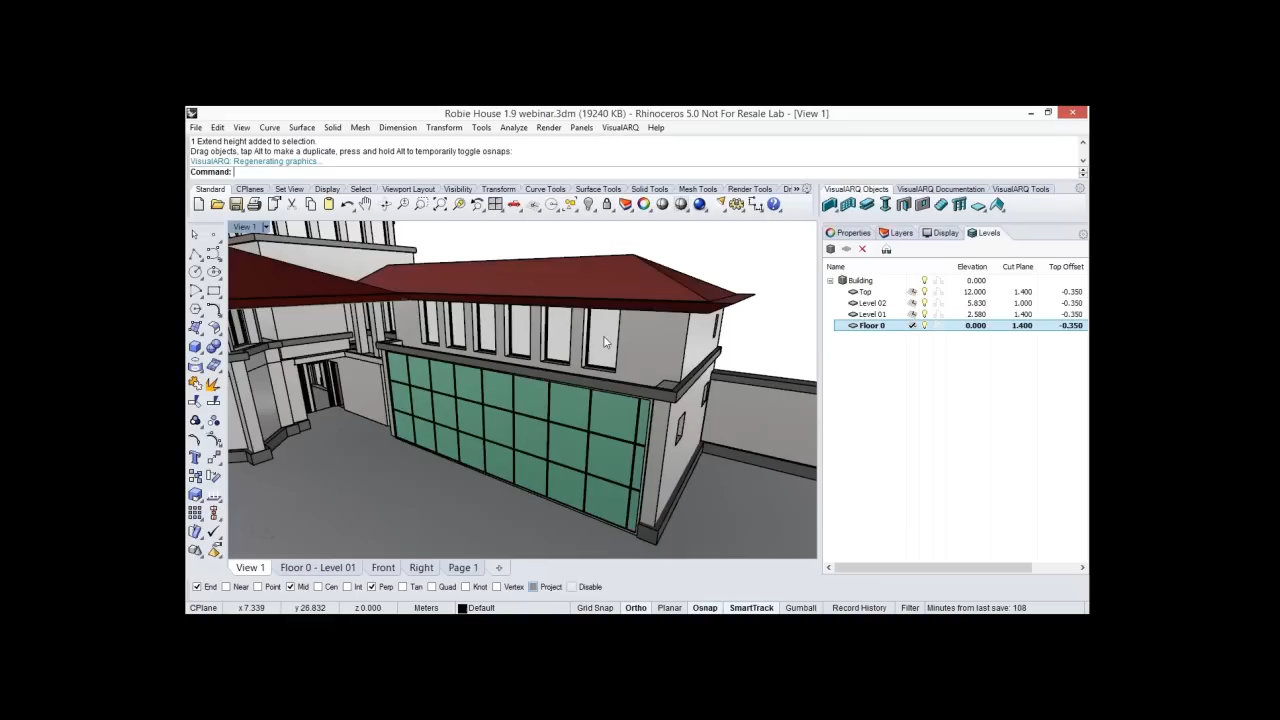 Robie House 1.9 webinar.3dm (19240 KB) - Rhinoceros 5.0 Not For Resale Lab - [View 1]
File Edit View Curve Surface Solid Mesh Dimension Transform Tools Analyze Render Panels VisualARQ Help
1 Extend height added to selection.
Drag objects, tap Alt to make a duplicate, press and hold Alt to temporarily toggle osnaps:
VisualARQ: Regenerating graphics...
Command:
Standard CPlanes Set View Display Select Viewport Layout Visibility Transform Curve Tools Surface Tools Solid Tools Mesh Tools Render Tools Dr »
VisualARQ Objects VisualARQ Documentation VisualARQ Tools
View 1
Properties Layers Display Levels
Name Elevation Cut Plane Top Offset
Building 0.000
Top 12.000 1.400 -0.350
Level 02 5.830 1.000 -0.350
Level 01 2.580 1.400 -0.350
Floor 0 0.000 1.400 -0.350
View 1 Floor 0 - Level 01 Front Right Page 1
End Near Point Mid Cen Int Perp Tan Quad Knot Vertex Project Disable
CPlane x 7.339 y 26.832 z 0.000 Meters Default Grid Snap Ortho Planar Osnap SmartTrack Gumball Record History Filter Minutes from last save: 108